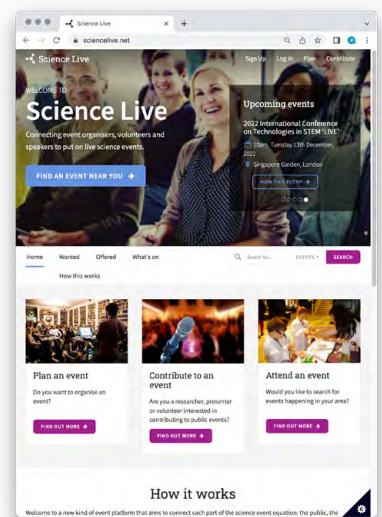 Science Live
sciencelive.net
Science Live
Sign Up Log in Plan Contribute
WELCOME TO
Science Live
Connecting event organisers, volunteers and
speakers to put on live science events.
FIND AN EVENT NEAR YOU →
Upcoming events
2022 International Conference
on Technologies in STEM 'LIVE'
10am, Tuesday 13th December,
2022
Singapore Garden, London
VIEW THIS EVENT →
Home Wanted Offered What's on
How this works
Search for...
EVENTS
SEARCH
Plan an event
Do you want to organise an
event?
FIND OUT MORE →
Contribute to an
event
Are you a researcher, presenter
or volunteer interested in
contributing to public events?
FIND OUT MORE →
Attend an event
Would you like to search for
events happening in your area?
FIND OUT MORE →
How it works
Welcome to a new kind of event platform that aims to connect each part of the science event equation: the public, the